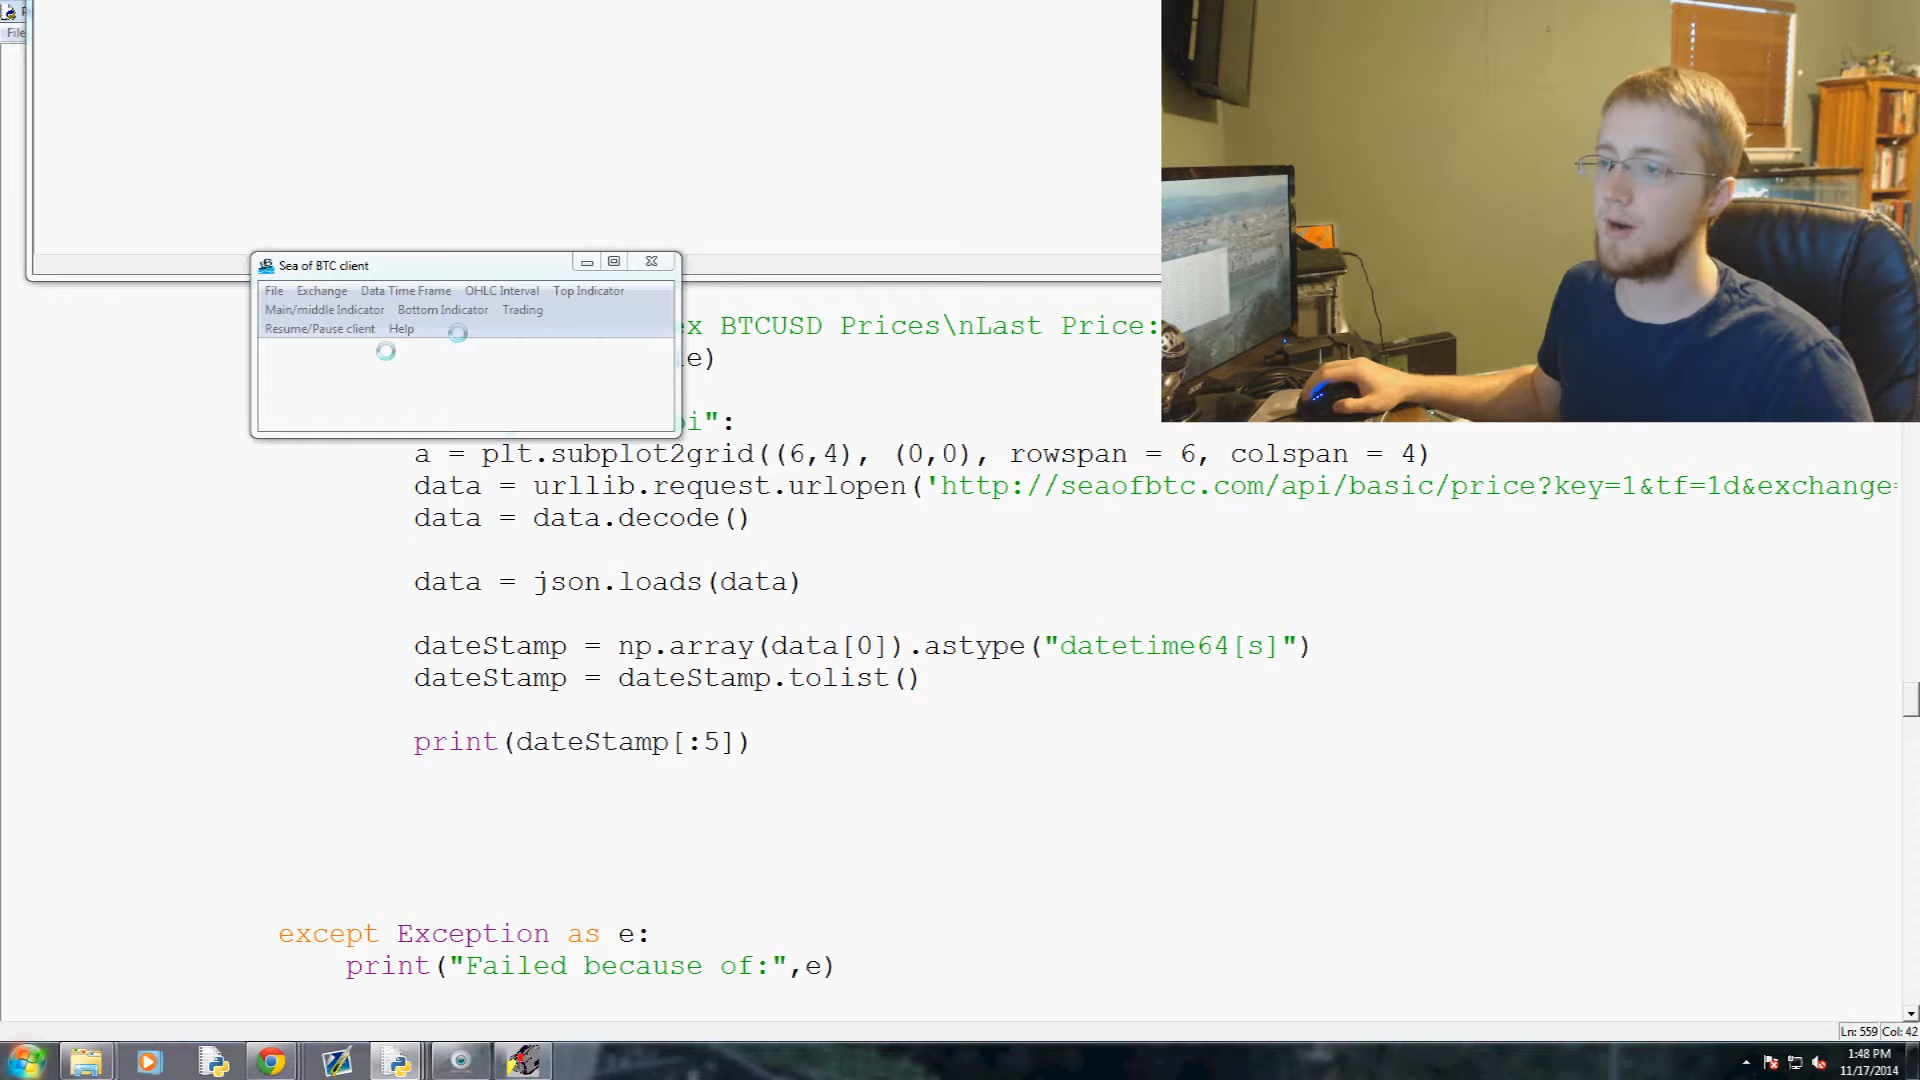 File
Sea of BTC client
File Exchange Data Time Frame OHLC Interval Top Indicator
Main/middle Indicator Bottom Indicator Trading
Resume/Pause client Help
ex BTCUSD Prices\nLast Price:
le)
pi":
a = plt.subplot2grid((6,4), (0,0), rowspan = 6, colspan = 4)
data = urllib.request.urlopen('http://seaofbtc.com/api/basic/price?key=1&tf=1d&exchange=
data = data.decode()
data = json.loads(data)
dateStamp = np.array(data[0]).astype("datetime64[s]")
dateStamp = dateStamp.tolist()
print(dateStamp[:5])
except Exception as e:
print("Failed because of:",e)
Ln: 559 Col: 42
1:48 PM
11/17/2014